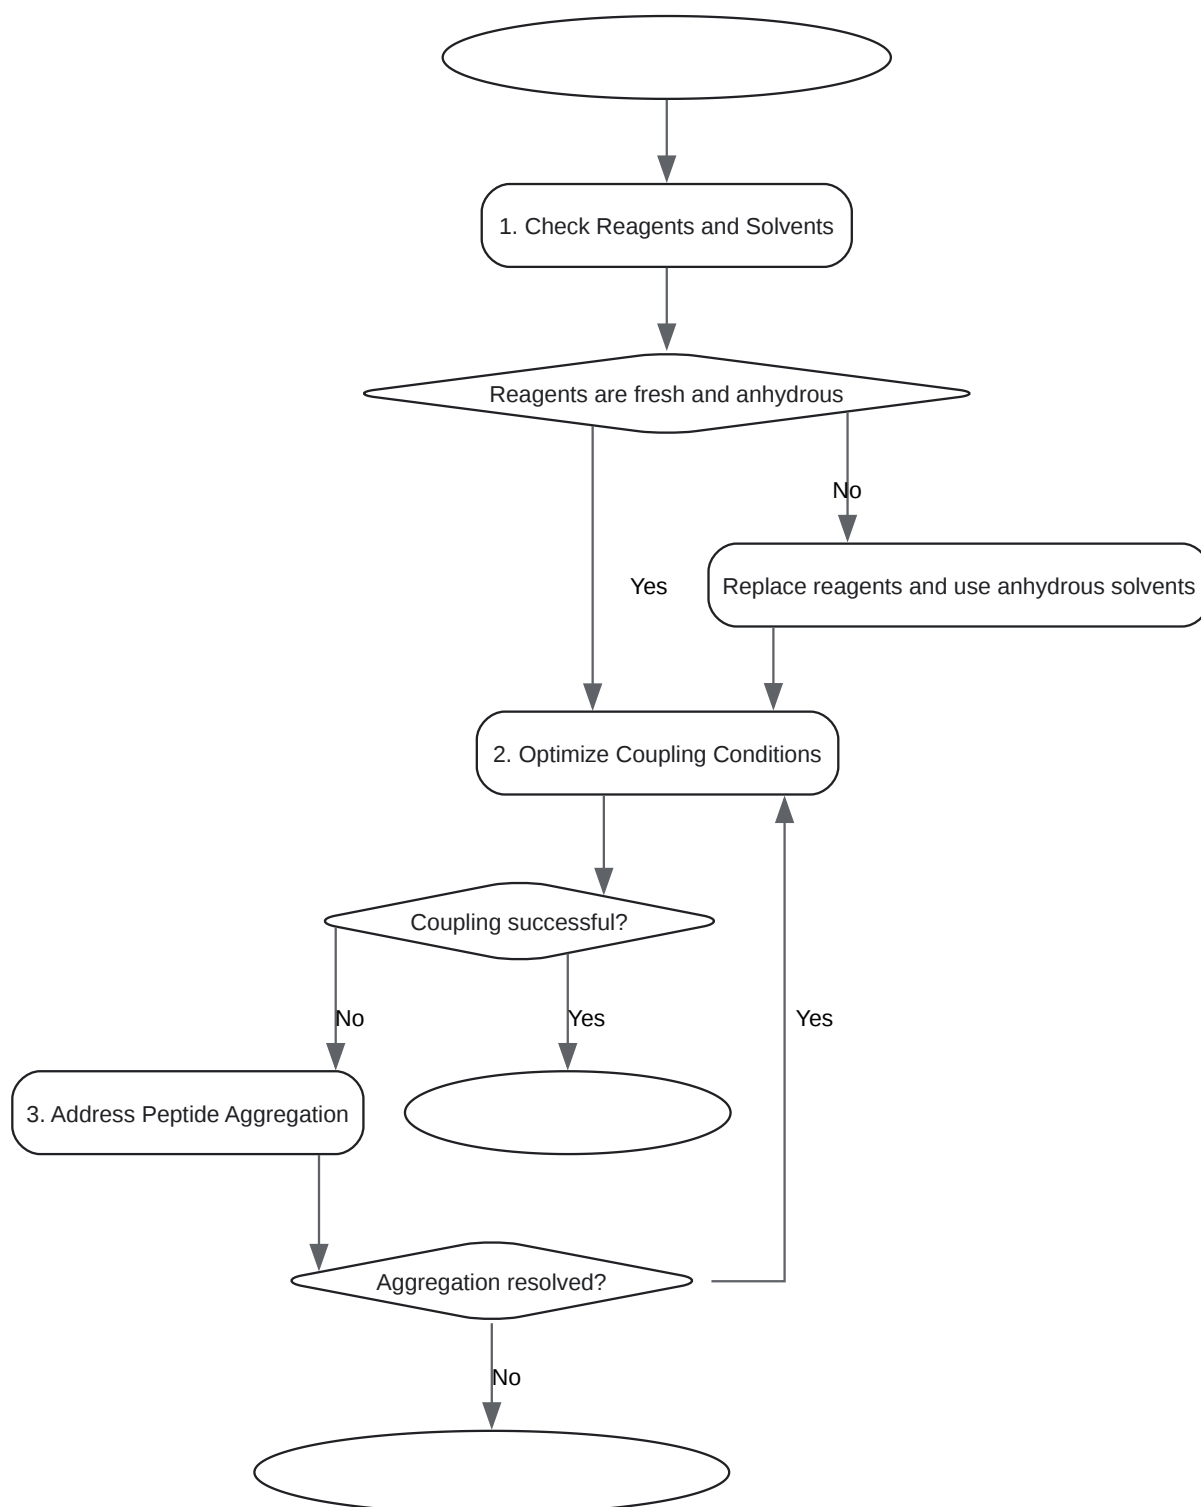 1. Check Reagents and Solvents
Reagents are fresh and anhydrous
No
Yes
Replace reagents and use anhydrous solvents
2. Optimize Coupling Conditions
Coupling successful?
No
Yes
Yes
3. Address Peptide Aggregation
Aggregation resolved?
No